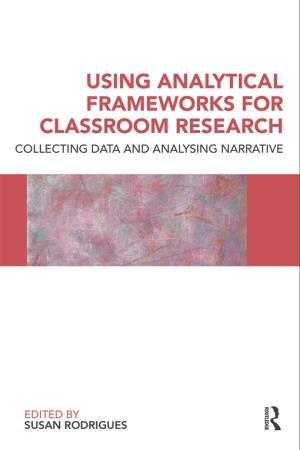 USING ANALYTICAL
FRAMEWORKS FOR
CLASSROOM RESEARCH
COLLECTING DATA AND ANALYSING NARRATIVE
EDITED BY
SUSAN RODRIGUES
ROUTLEDGE